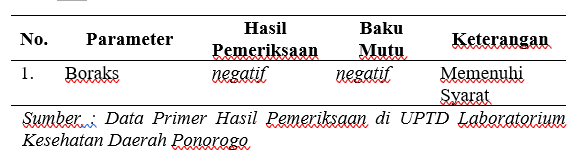 No. Parameter Hasil Pemeriksaan Baku Mutu Keterangan
1. Boraks negatif negatif Memenuhi Syarat
Sumber : Data Primer Hasil Pemeriksaan di UPTD Laboratorium
Kesehatan Daerah Ponorogo